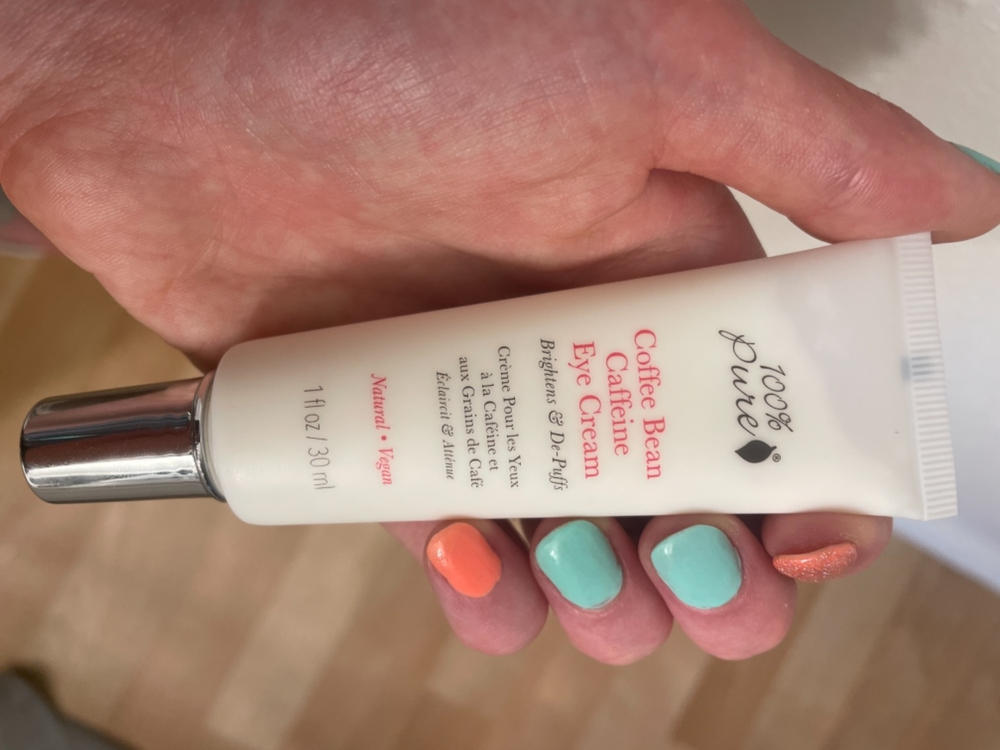 100%
Pure®
Coffee Bean
Caffeine
Eye Cream
Brightens & De-Puffs
Crème Pour les Yeux
à la Caféine et
aux Grains de Café
Éclaircit & Atténue
Natural • Vegan
1 fl oz / 30 ml